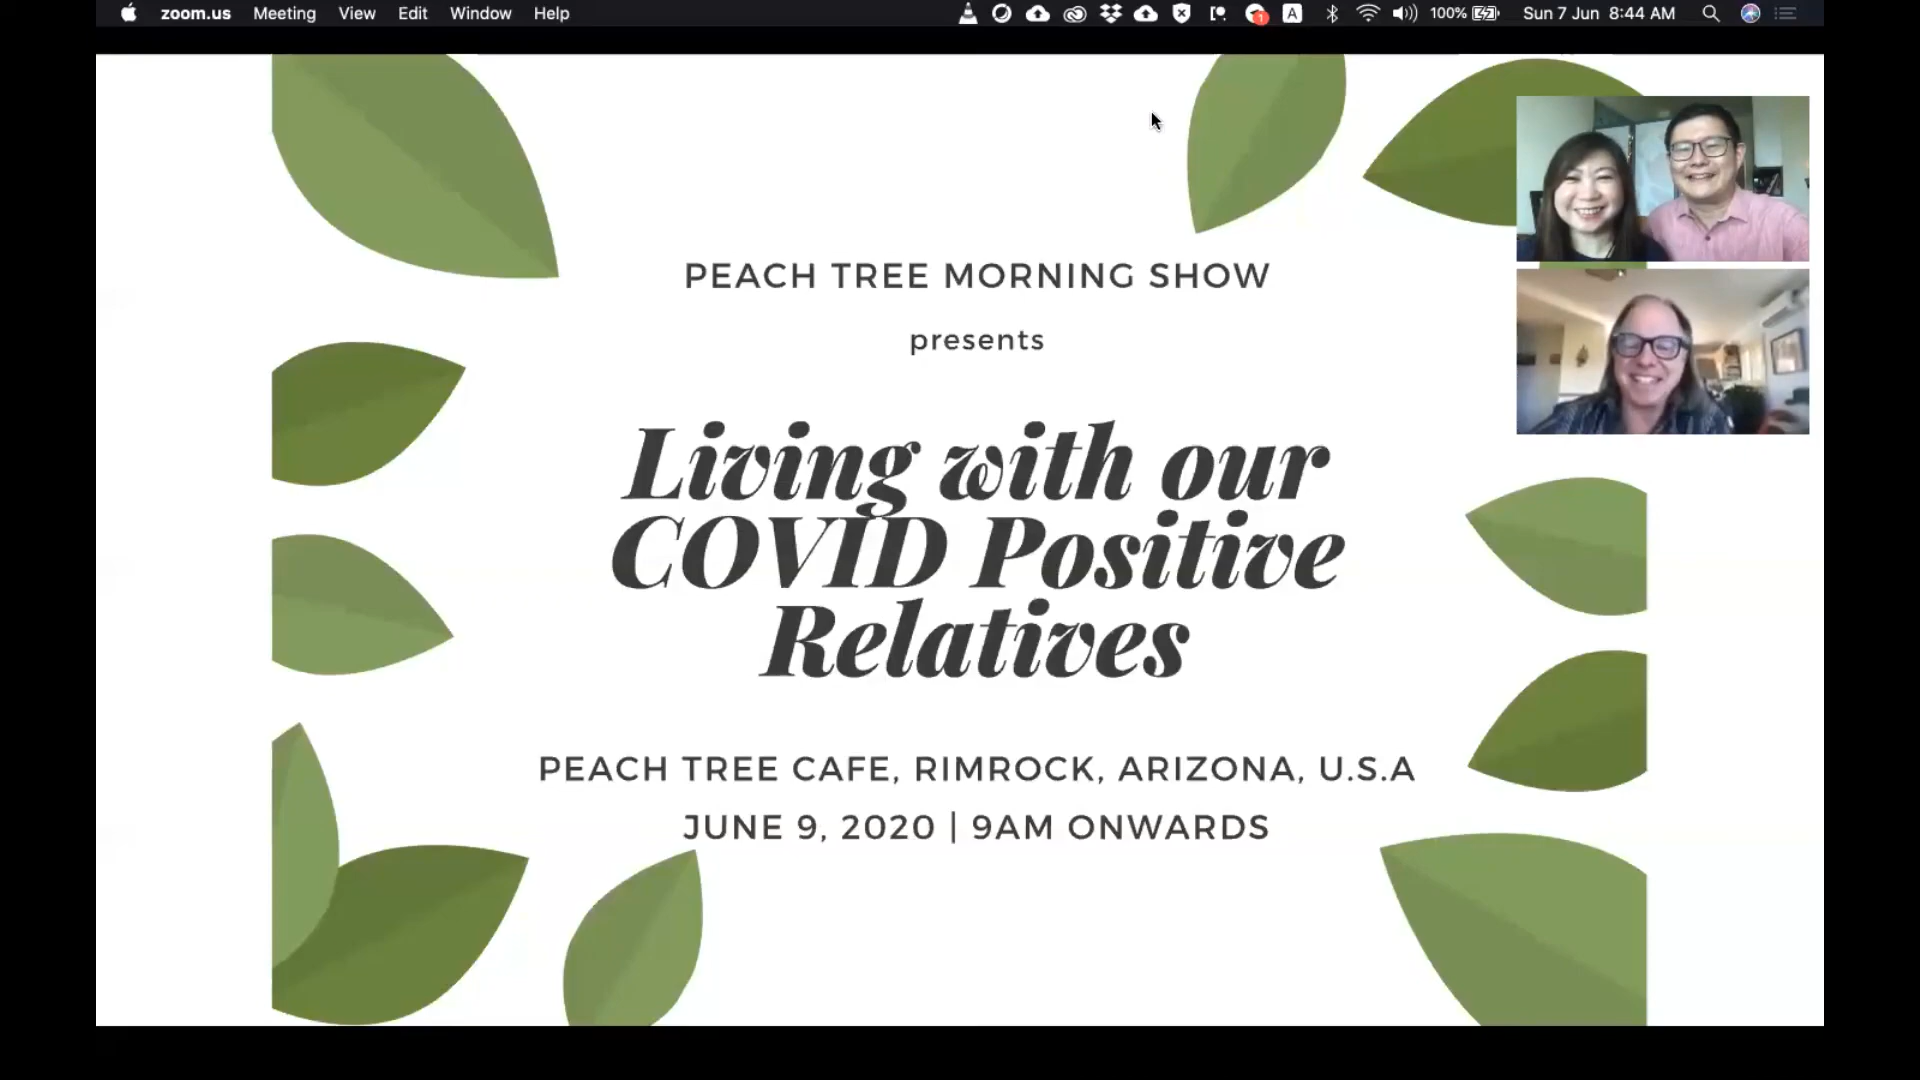 zoom.us Meeting View Edit Window Help 1 A 100% Sun 7 Jun 8:44 AM
PEACH TREE MORNING SHOW
presents
Living with our
COVID Positive
Relatives
PEACH TREE CAFE, RIMROCK, ARIZONA, U.S.A
JUNE 9, 2020 | 9AM ONWARDS